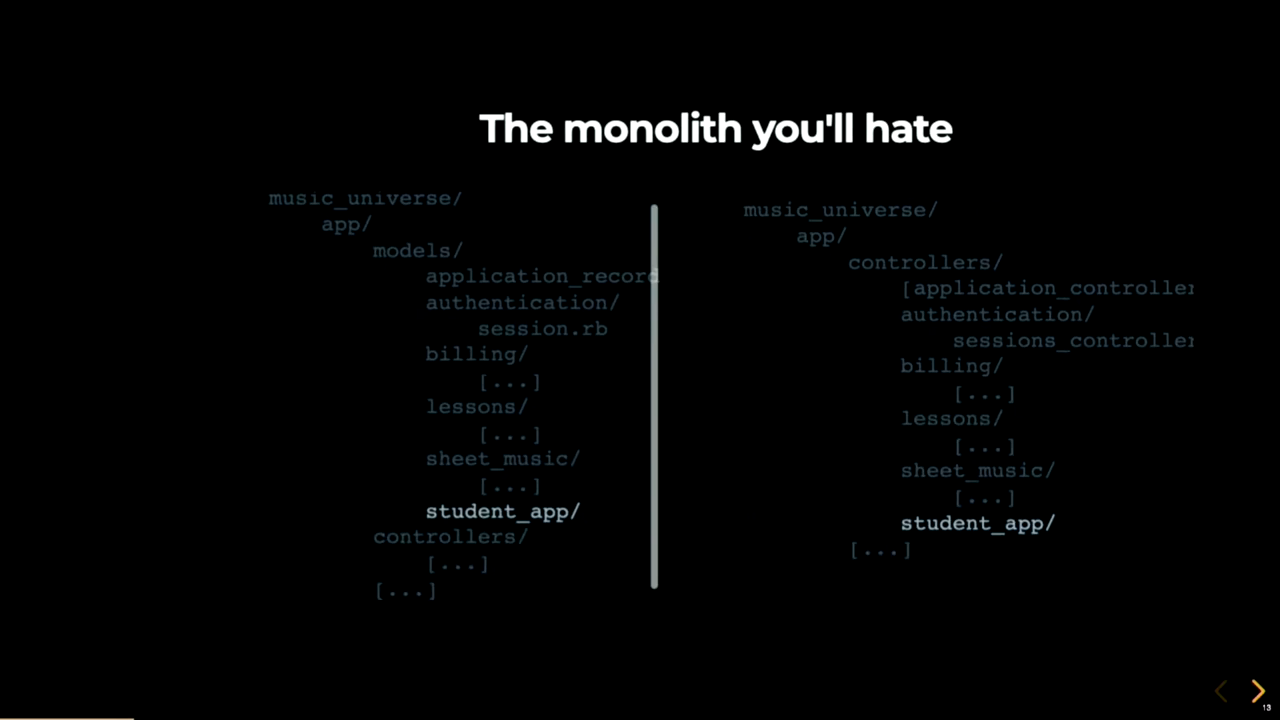 The monolith you'll hate
music_universe/
app/
models/
application_record
authentication/
session.rb
billing/
[...]
lessons/
[...]
sheet_music/
[...]
student_app/
controllers/
[...]
[...]
music_universe/
app/
controllers/
[application_controller
authentication/
sessions_controller
billing/
[...]
lessons/
[...]
sheet_music/
[...]
student_app/
[...]
13